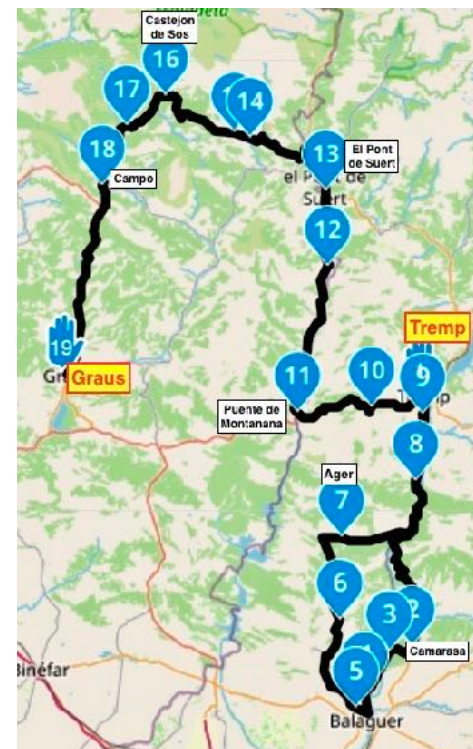 Castejon
de Sos
16
17
14
18
Campo
13
El Pont
de Suert
el Pont de
Suert
12
19
Graus
Tremp
11
10
9
Puente de
Montanana
8
Ager
7
6
3
2
Camarasa
5
Binéfar
Balaguer